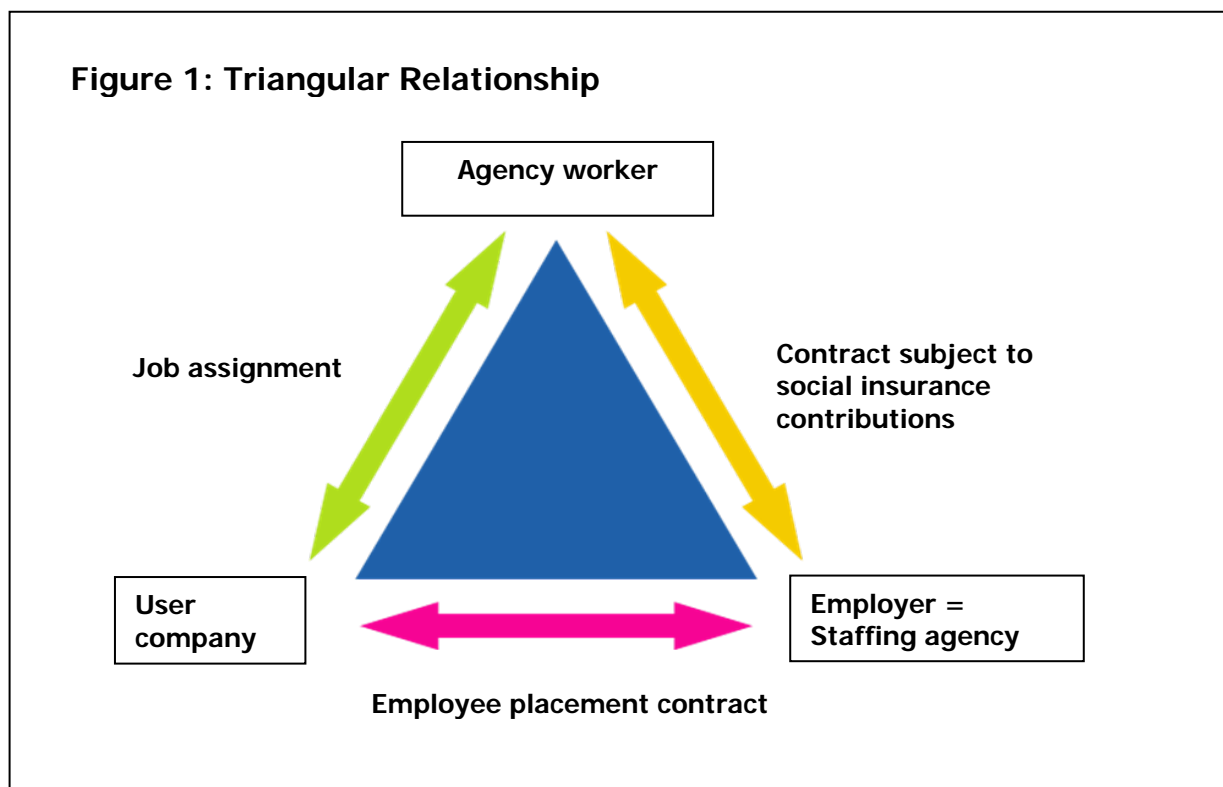 Figure 1: Triangular Relationship
Agency worker
Job assignment
Contract subject to
social insurance
contributions
User
company
Employer =
Staffing agency
Employee placement contract